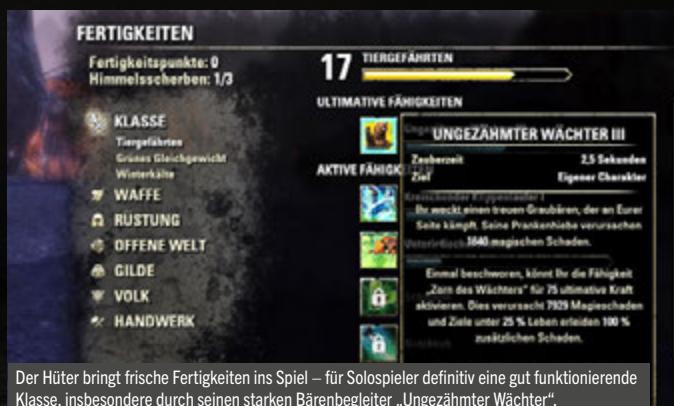 FERTIGKEITEN
Fertigkeitspunkte: 0
Himmelsscherben: 1/3
KLASSE
Tiergefährten
Grünes Gleichgewicht
Winterkälte
WAFFE
RÜSTUNG
OFFENE WELT
GILDE
VOLK
HANDWERK
17 TIERGEFÄHRTEN
ULTIMATIVE FÄHIGKEITEN
AKTIVE FÄHIGK
UNGEZÄHMTER WÄCHTER III
Zauberzeit 2,5 Sekunden
Ziel Eigener Charakter
Ihr weckt einen treuen Graubären, der an Eurer
Seite kämpft. Seine Prankenhiebe verursachen
1640 magischen Schaden.
Einmal beschworen, könnt Ihr die Fähigkeit
„Zorn des Wächters" für 75 ultimative Kraft
aktivieren. Dies verursacht 7929 Magieschaden
und Ziele unter 25 % Leben erleiden 100 %
zusätzlichen Schaden.
Der Hüter bringt frische Fertigkeiten ins Spiel – für Solospieler definitiv eine gut funktionierende
Klasse, insbesondere durch seinen starken Bärenbegleiter „Ungezähmter Wächter".